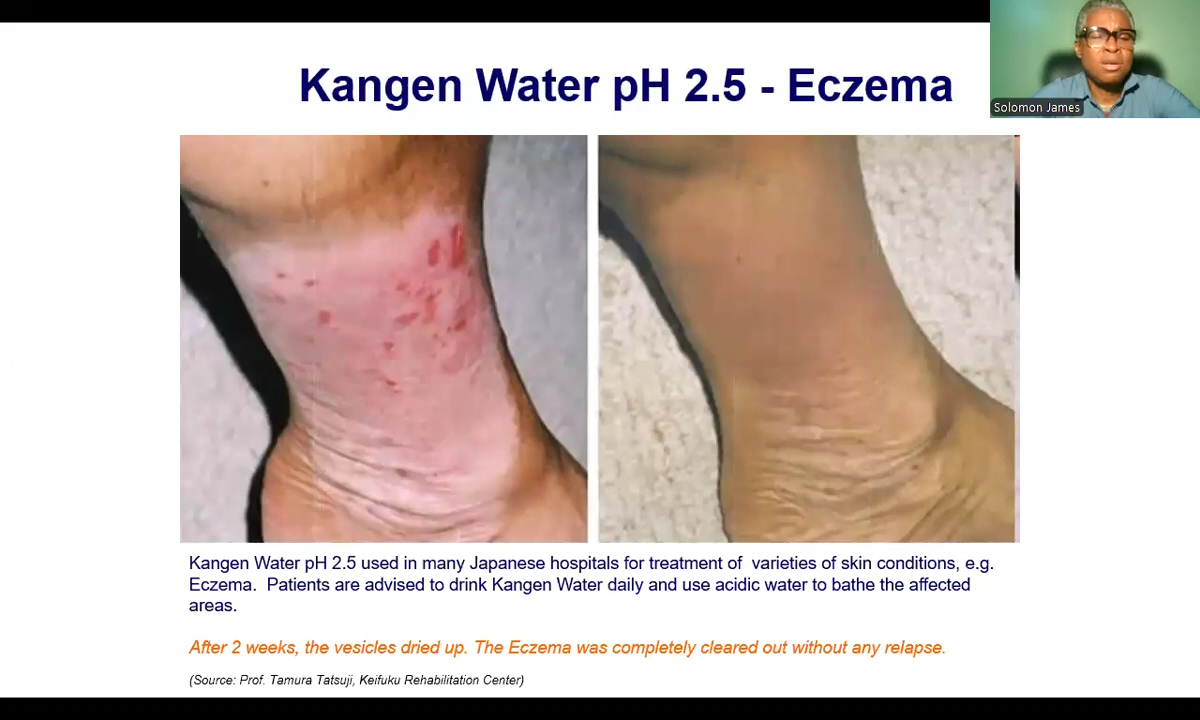 Kangen Water pH 2.5 - Eczema
Solomon James
Kangen Water pH 2.5 used in many Japanese hospitals for treatment of varieties of skin conditions, e.g.
Eczema. Patients are advised to drink Kangen Water daily and use acidic water to bathe the affected
areas.
After 2 weeks, the vesicles dried up. The Eczema was completely cleared out without any relapse.
(Source: Prof. Tamura Tatsuji, Keifuku Rehabilitation Center)